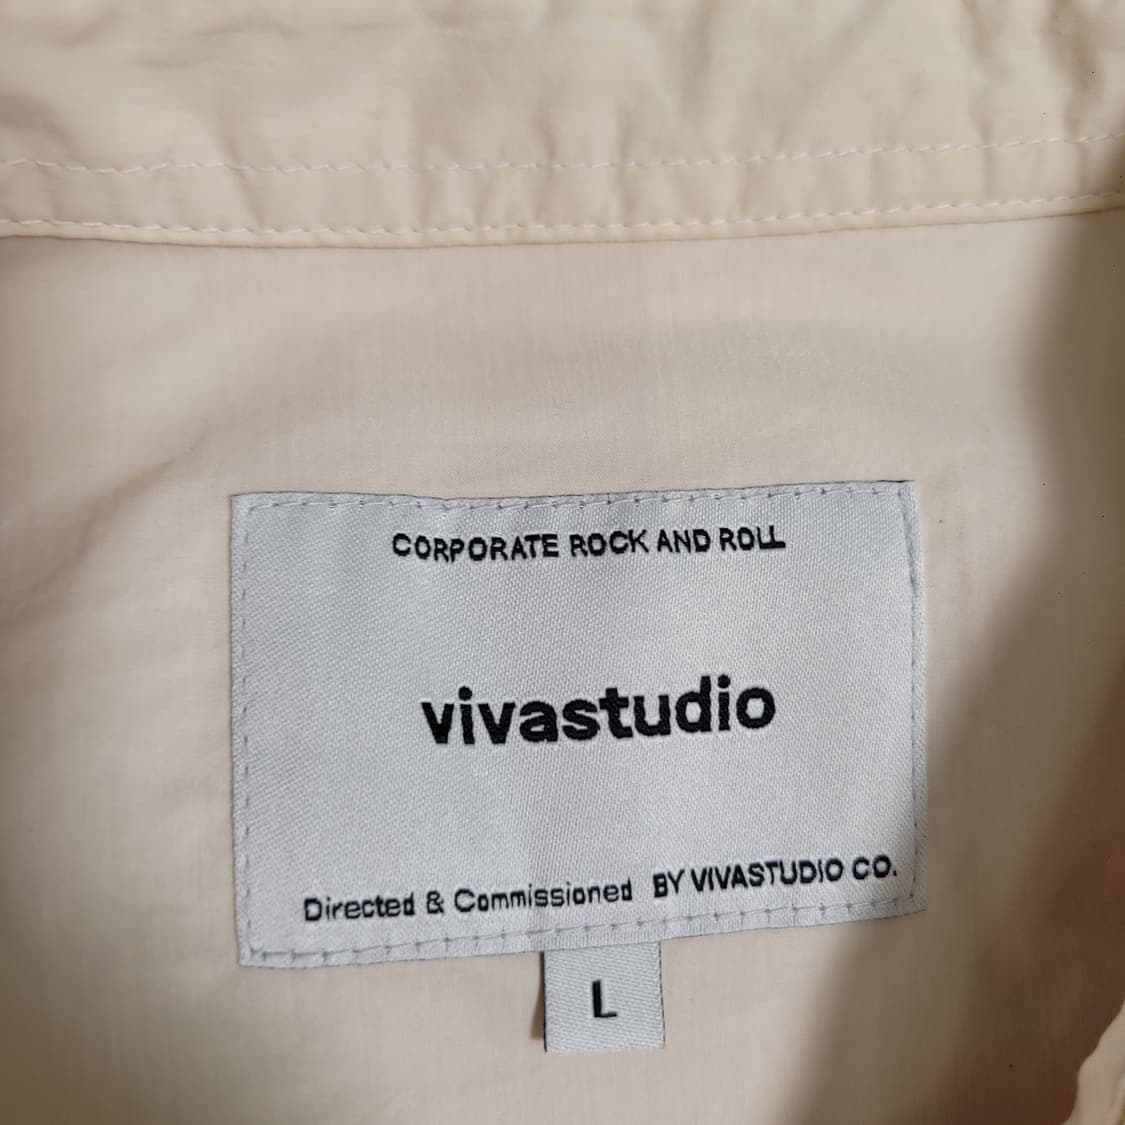 CORPORATE ROCK AND ROLL
vivastudio
Directed & Commissioned BY VIVASTUDIO CO.
L